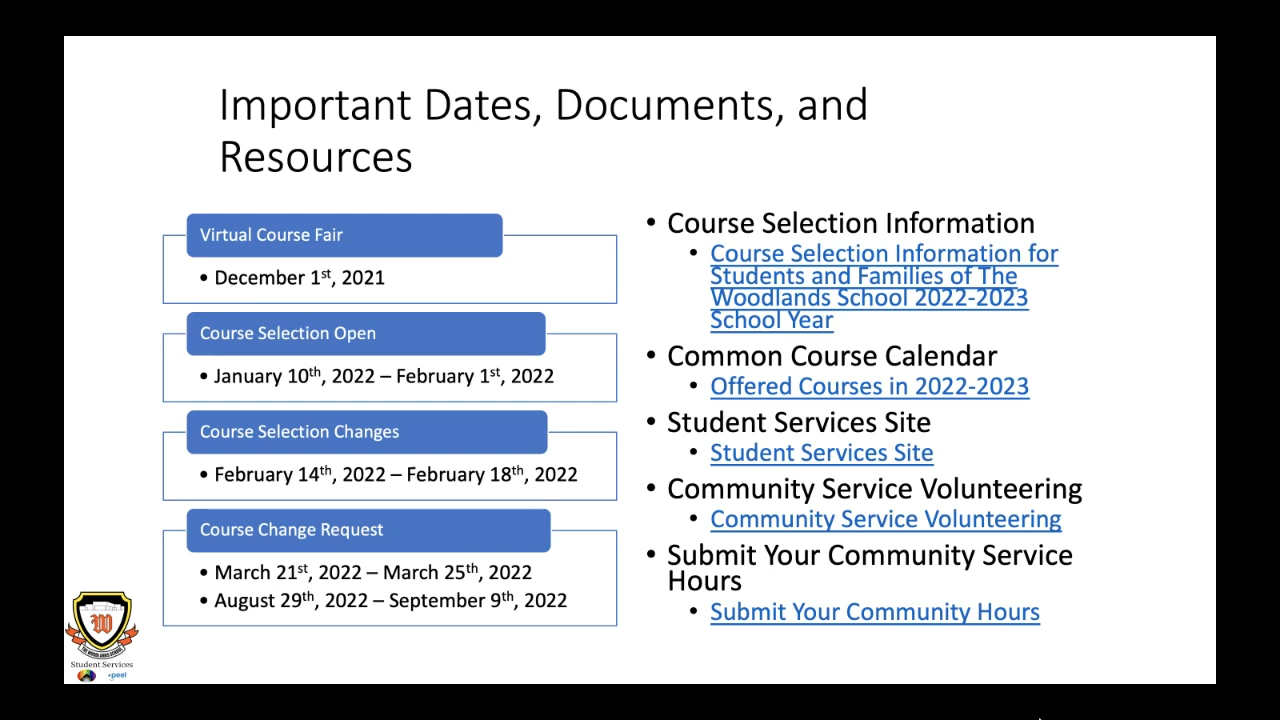 Important Dates, Documents, and
Resources
Virtual Course Fair
• December 1st, 2021
Course Selection Open
• January 10th, 2022 – February 1st, 2022
Course Selection Changes
• February 14th, 2022 – February 18th, 2022
Course Change Request
• March 21st, 2022 – March 25th, 2022
• August 29th, 2022 – September 9th, 2022
• Course Selection Information
• Course Selection Information for
Students and Families of The
Woodlands School 2022-2023
School Year
• Common Course Calendar
• Offered Courses in 2022-2023
• Student Services Site
• Student Services Site
• Community Service Volunteering
• Community Service Volunteering
• Submit Your Community Service
Hours
• Submit Your Community Hours
W
THE WOODLANDS SCHOOL
Student Services
peel